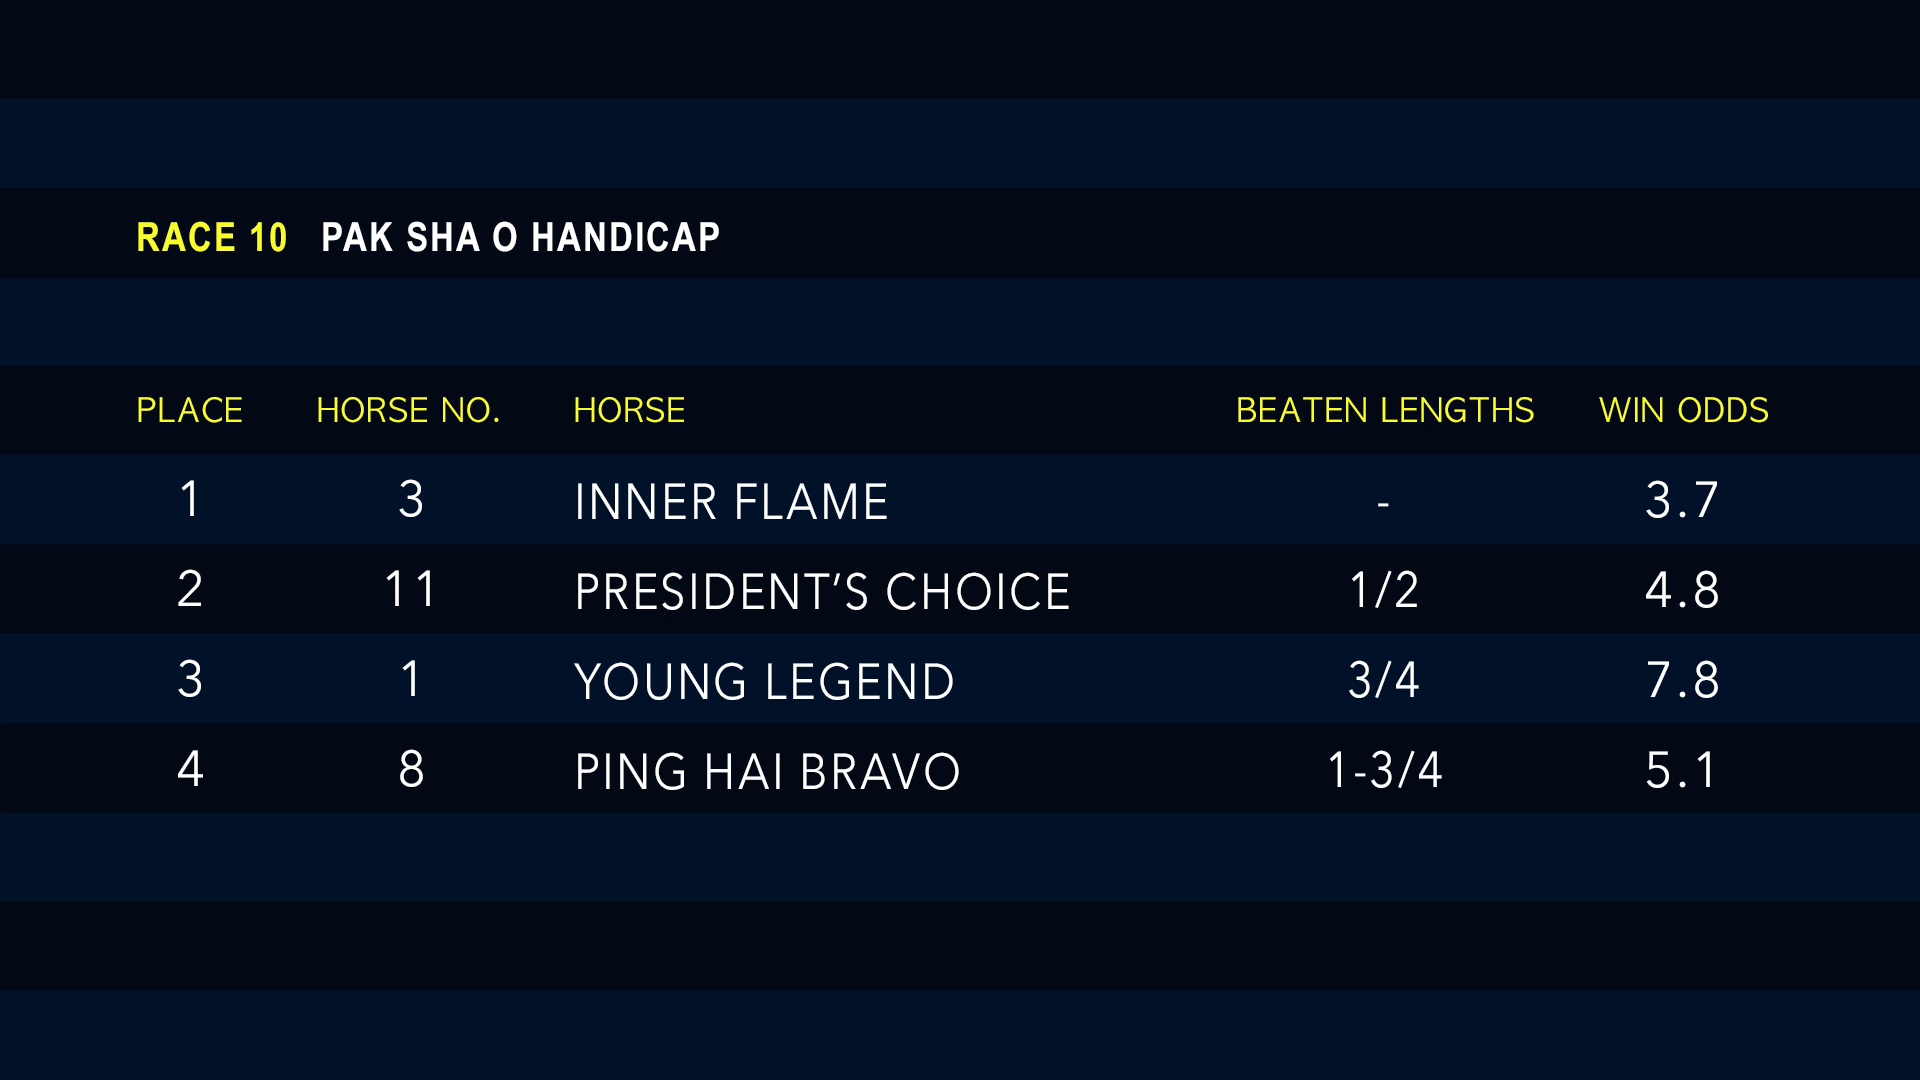 RACE 10 PAK SHA O HANDICAP
PLACE HORSE NO. HORSE BEATEN LENGTHS WIN ODDS
1 3 INNER FLAME - 3.7
2 11 PRESIDENT’S CHOICE 1/2 4.8
3 1 YOUNG LEGEND 3/4 7.8
4 8 PING HAI BRAVO 1-3/4 5.1